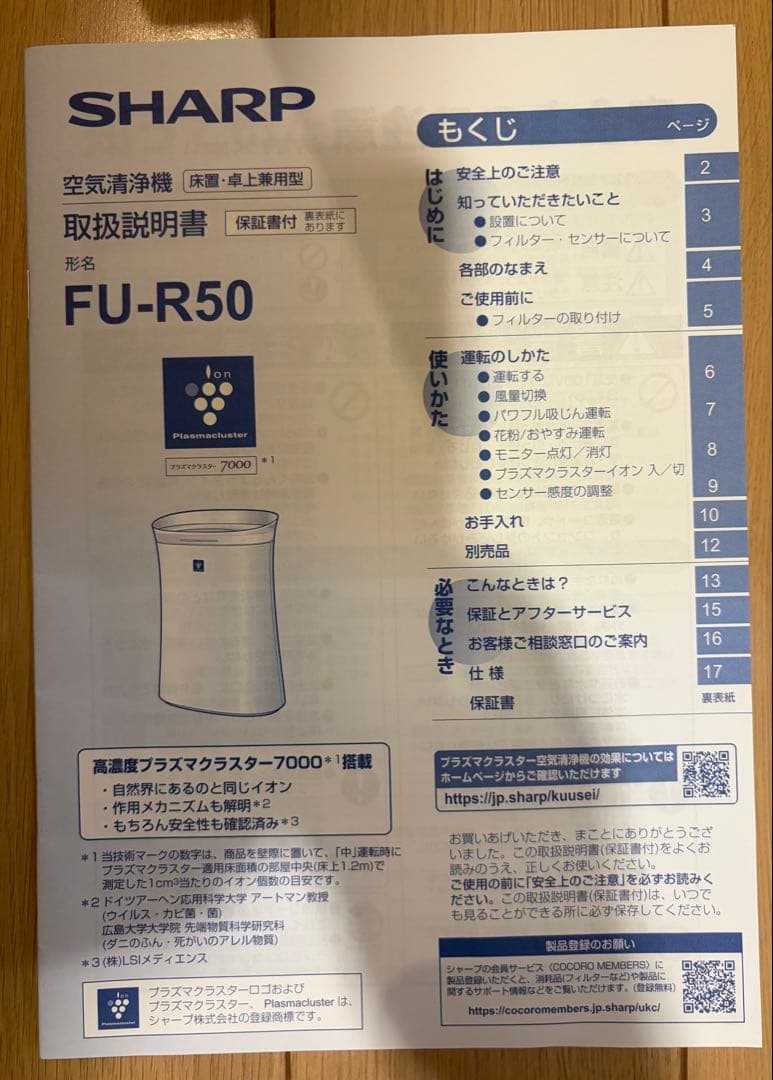 SHARP
空気清浄機 床置・卓上兼用型
取扱説明書 保証書付 裏表紙に
あります
形名
FU-R50
ion
Plasmacluster
プラズマクラスター 7000 *1
高濃度プラズマクラスター7000*1搭載
・自然界にあるのと同じイオン
・作用メカニズムも解明*2
・もちろん安全性も確認済み*3
*1 当技術マークの数字は、商品を壁際に置いて、「中」運転時に
プラズマクラスター適用床面積の部屋中央(床上1.2m)で
測定した1cm³当たりのイオン個数の目安です。
*2 ドイツアーヘン応用科学大学 アートマン教授
(ウイルス・カビ菌・菌)
広島大学大学院 先端物質科学研究科
(ダニのふん・死がいのアレル物質)
*3 (株)LSIメディエンス
ion
Plasmacluster
プラズマクラスターロゴおよび
プラズマクラスター、Plasmacluster は、
シャープ株式会社の登録商標です。
もくじ ページ
はじめに
安全上のご注意 2
知っていただきたいこと 3
●設置について
●フィルター・センサーについて
各部のなまえ 4
ご使用前に 5
●フィルターの取り付け
使いかた
運転のしかた 6
●運転する
●風量切換 7
●パワフル吸じん運転
●花粉/おやすみ運転
●モニター点灯／消灯 8
●プラズマクラスターイオン 入／切
●センサー感度の調整 9
お手入れ 10
別売品 12
必要なとき
こんなときは？ 13
保証とアフターサービス 15
お客様ご相談窓口のご案内 16
仕様 17
保証書 裏表紙
プラズマクラスター空気清浄機の効果については
ホームページからご確認いただけます
https://jp.sharp/kuusei/
お買いあげいただき、まことにありがとうござ
いました。この取扱説明書(保証書付)をよくお
読みのうえ、正しくお使いください。
ご使用の前に「安全上のご注意」を必ずお読みく
ださい。この取扱説明書(保証書付)は、いつで
も見ることができる所に必ず保存してください。
製品登録のお願い
シャープの会員サービス〈COCORO MEMBERS〉に
製品登録いただくと、消耗品(フィルターなど)や製品に
関するサポート情報などをご覧いただけます。(登録無料)
https://cocoromembers.jp.sharp/ukc/